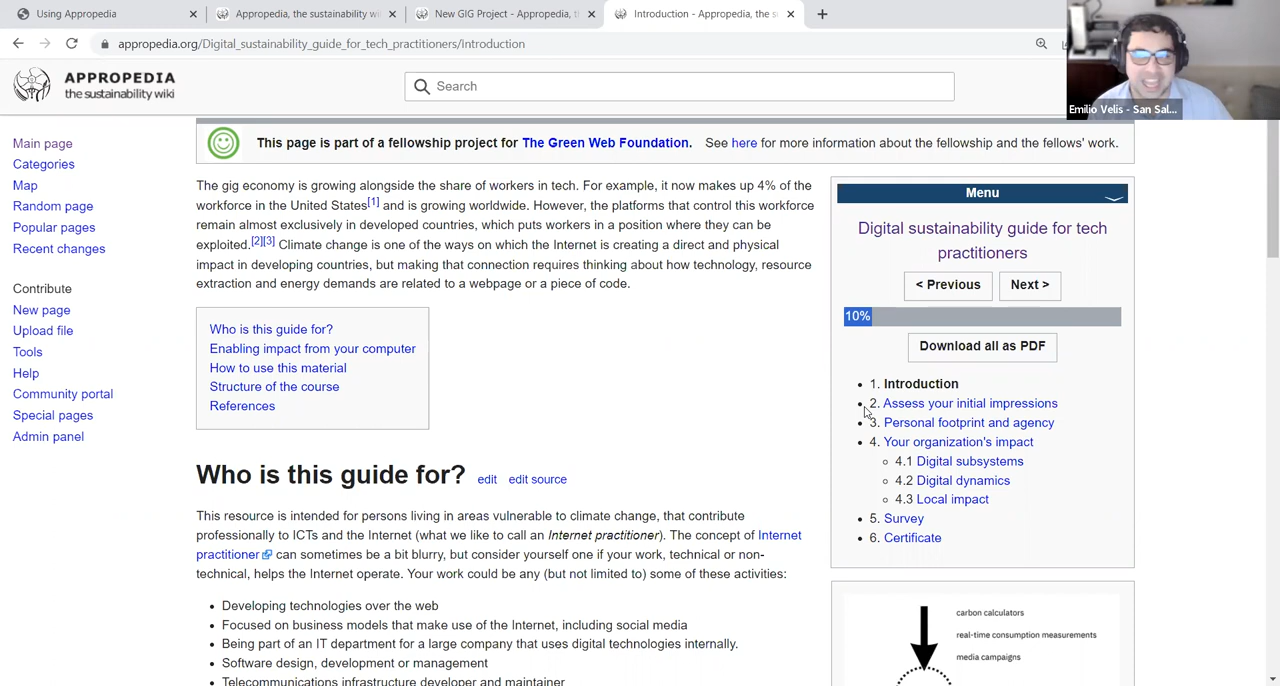 Using Appropedia
Appropedia, the sustainability wi
New GIG Project - Appropedia, t
Introduction - Appropedia, the s
appropedia.org/Digital_sustainability_guide_for_tech_practitioners/Introduction
APPROPEDIA
the sustainability wiki
Search
Emilio Velis - San Sal...
Main page
Categories
Map
Random page
Popular pages
Recent changes
Contribute
New page
Upload file
Tools
Help
Community portal
Special pages
Admin panel
This page is part of a fellowship project for The Green Web Foundation. See here for more information about the fellowship and the fellows' work.
The gig economy is growing alongside the share of workers in tech. For example, it now makes up 4% of the
workforce in the United States[1] and is growing worldwide. However, the platforms that control this workforce
remain almost exclusively in developed countries, which puts workers in a position where they can be
exploited.[2][3] Climate change is one of the ways on which the Internet is creating a direct and physical
impact in developing countries, but making that connection requires thinking about how technology, resource
extraction and energy demands are related to a webpage or a piece of code.
Who is this guide for?
Enabling impact from your computer
How to use this material
Structure of the course
References
Who is this guide for? edit edit source
This resource is intended for persons living in areas vulnerable to climate change, that contribute
professionally to ICTs and the Internet (what we like to call an Internet practitioner). The concept of Internet
practitioner can sometimes be a bit blurry, but consider yourself one if your work, technical or non-
technical, helps the Internet operate. Your work could be any (but not limited to) some of these activities:
• Developing technologies over the web
• Focused on business models that make use of the Internet, including social media
• Being part of an IT department for a large company that uses digital technologies internally.
• Software design, development or management
• Telecommunications infrastructure developer and maintainer
Menu
Digital sustainability guide for tech
practitioners
< Previous
Next >
10%
Download all as PDF
• 1. Introduction
• 2. Assess your initial impressions
• 3. Personal footprint and agency
• 4. Your organization's impact
4.1 Digital subsystems
4.2 Digital dynamics
4.3 Local impact
• 5. Survey
• 6. Certificate
carbon calculators
real-time consumption measurements
media campaigns